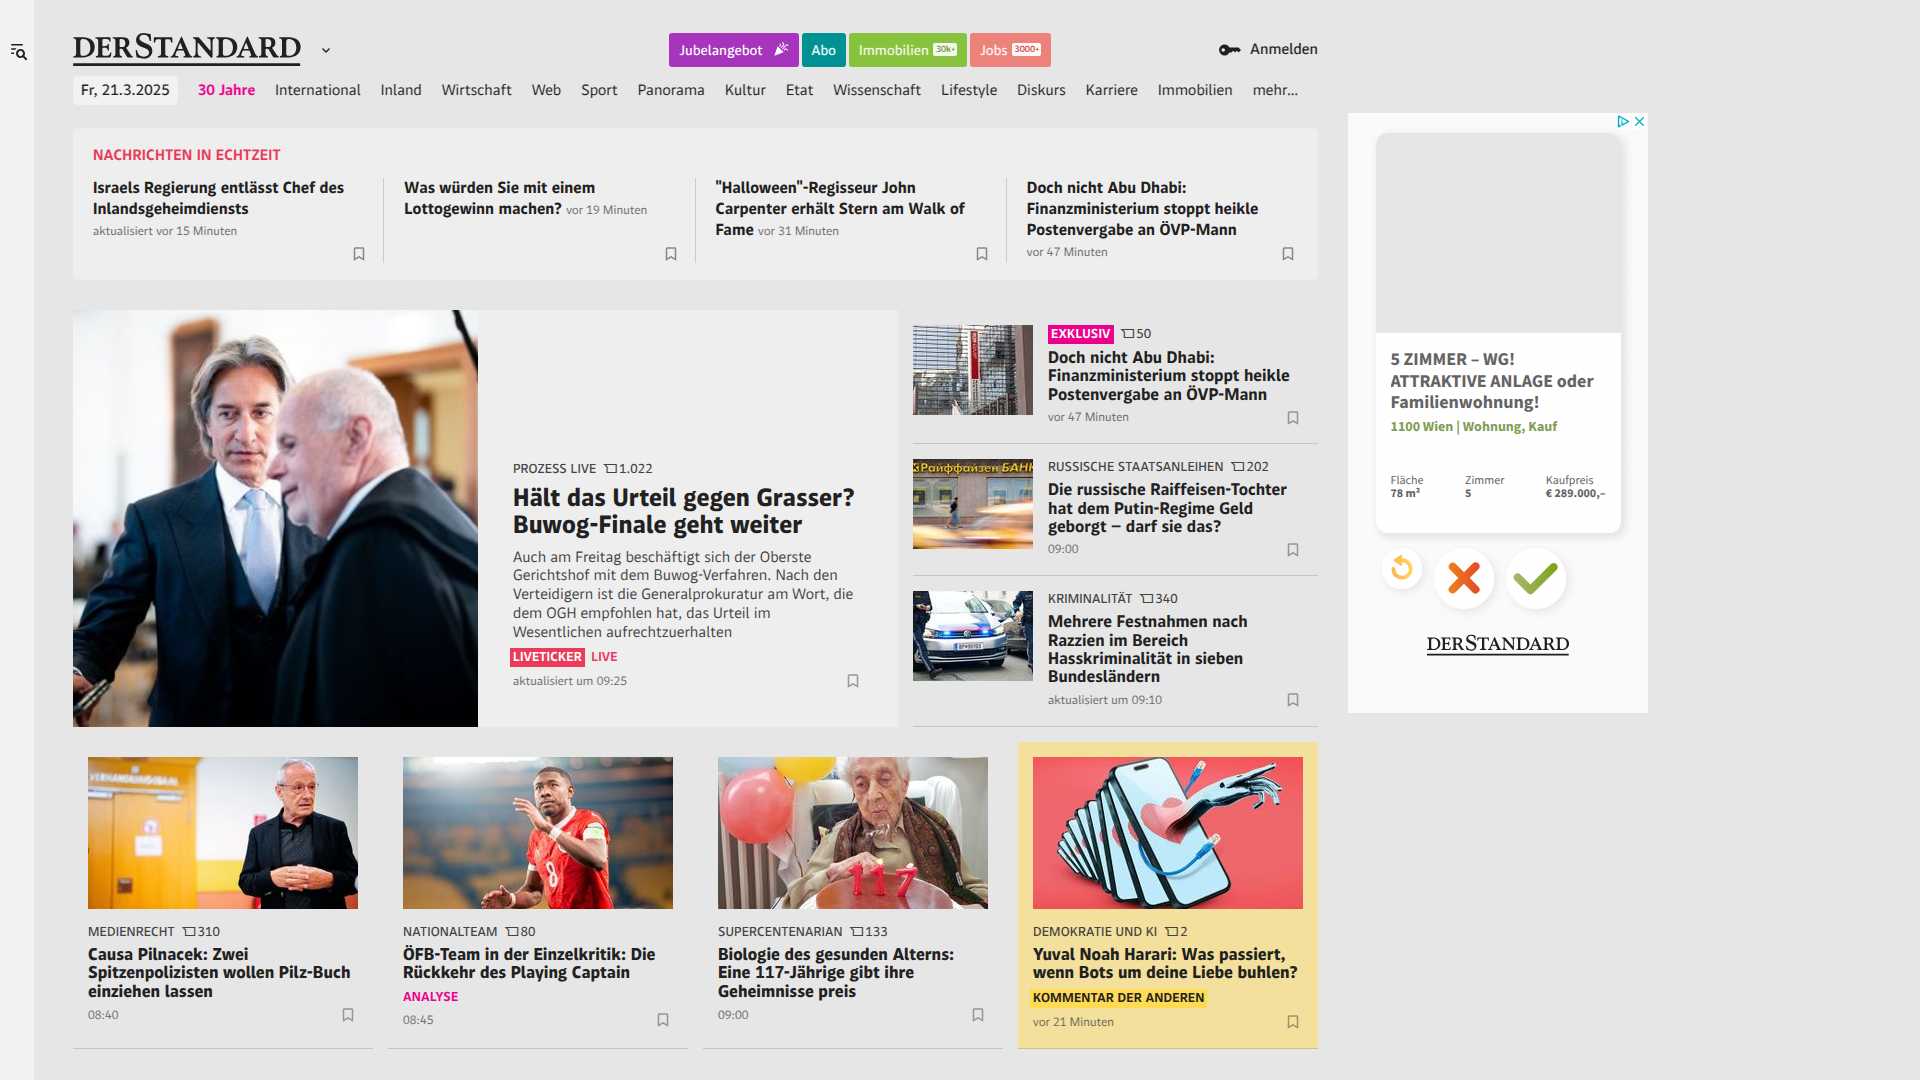 DERSTANDARD
Jubelangebot
Abo
Immobilien 30k+
Jobs 3000+
Anmelden
Fr, 21.3.2025
30 Jahre
International
Inland
Wirtschaft
Web
Sport
Panorama
Kultur
Etat
Wissenschaft
Lifestyle
Diskurs
Karriere
Immobilien
mehr...
NACHRICHTEN IN ECHTZEIT
Israels Regierung entlässt Chef des
Inlandsgeheimdiensts
aktualisiert vor 15 Minuten
Was würden Sie mit einem
Lottogewinn machen? vor 19 Minuten
"Halloween"-Regisseur John
Carpenter erhält Stern am Walk of
Fame vor 31 Minuten
Doch nicht Abu Dhabi:
Finanzministerium stoppt heikle
Postenvergabe an ÖVP-Mann
vor 47 Minuten
PROZESS LIVE 1.022
Hält das Urteil gegen Grasser?
Buwog-Finale geht weiter
Auch am Freitag beschäftigt sich der Oberste
Gerichtshof mit dem Buwog-Verfahren. Nach den
Verteidigern ist die Generalprokuratur am Wort, die
dem OGH empfohlen hat, das Urteil im
Wesentlichen aufrechtzuerhalten
LIVETICKER LIVE
aktualisiert um 09:25
EXKLUSIV 50
Doch nicht Abu Dhabi:
Finanzministerium stoppt heikle
Postenvergabe an ÖVP-Mann
vor 47 Minuten
Райффайзен БАНК
RUSSISCHE STAATSANLEIHEN 202
Die russische Raiffeisen-Tochter
hat dem Putin-Regime Geld
geborgt – darf sie das?
09:00
KRIMINALITÄT 340
Mehrere Festnahmen nach
Razzien im Bereich
Hasskriminalität in sieben
Bundesländern
aktualisiert um 09:10
VERHANDLUNGSSAAL
MEDIENRECHT 310
Causa Pilnacek: Zwei
Spitzenpolizisten wollen Pilz-Buch
einziehen lassen
08:40
8
NATIONALTEAM 80
ÖFB-Team in der Einzelkritik: Die
Rückkehr des Playing Captain
ANALYSE
08:45
117
SUPERCENTENARIAN 133
Biologie des gesunden Alterns:
Eine 117-Jährige gibt ihre
Geheimnisse preis
09:00
DEMOKRATIE UND KI 2
Yuval Noah Harari: Was passiert,
wenn Bots um deine Liebe buhlen?
KOMMENTAR DER ANDEREN
vor 21 Minuten
5 ZIMMER – WG!
ATTRAKTIVE ANLAGE oder
Familienwohnung!
1100 Wien | Wohnung, Kauf
Fläche
78 m²
Zimmer
5
Kaufpreis
€ 289.000,–
DERSTANDARD